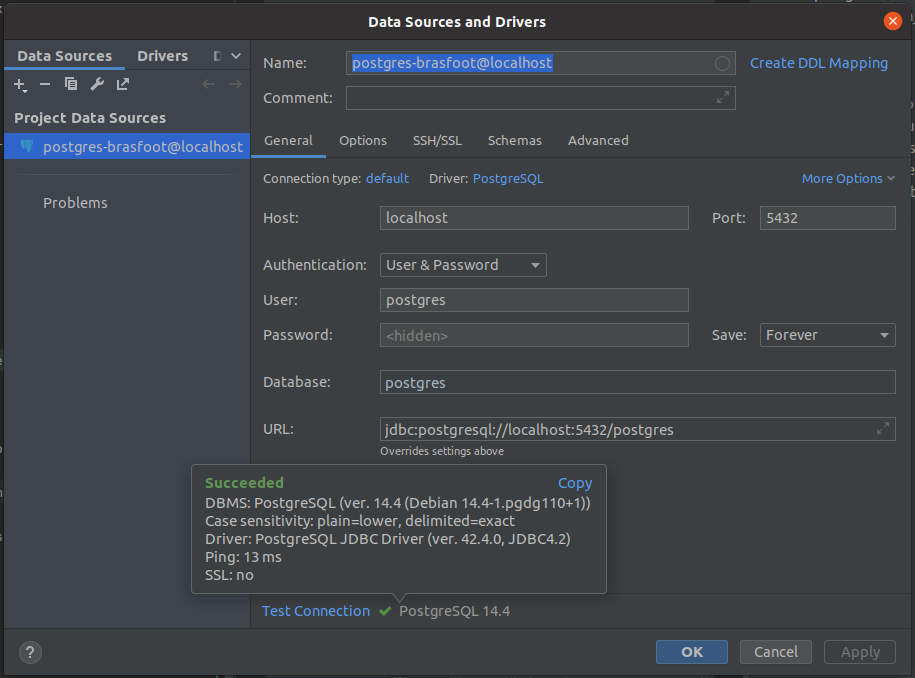 Data Sources and Drivers
Data Sources Drivers
Name: postgres-brasfoot@localhost Create DDL Mapping
Comment:
Project Data Sources
postgres-brasfoot@localhost
Problems
General Options SSH/SSL Schemas Advanced
Connection type: default Driver: PostgreSQL More Options
Host: localhost Port: 5432
Authentication: User & Password
User: postgres
Password: <hidden> Save: Forever
Database: postgres
URL: jdbc:postgresql://localhost:5432/postgres
Overrides settings above
Succeeded Copy
DBMS: PostgreSQL (ver. 14.4 (Debian 14.4-1.pgdg110+1))
Case sensitivity: plain=lower, delimited=exact
Driver: PostgreSQL JDBC Driver (ver. 42.4.0, JDBC4.2)
Ping: 13 ms
SSL: no
Test Connection PostgreSQL 14.4
? OK Cancel Apply